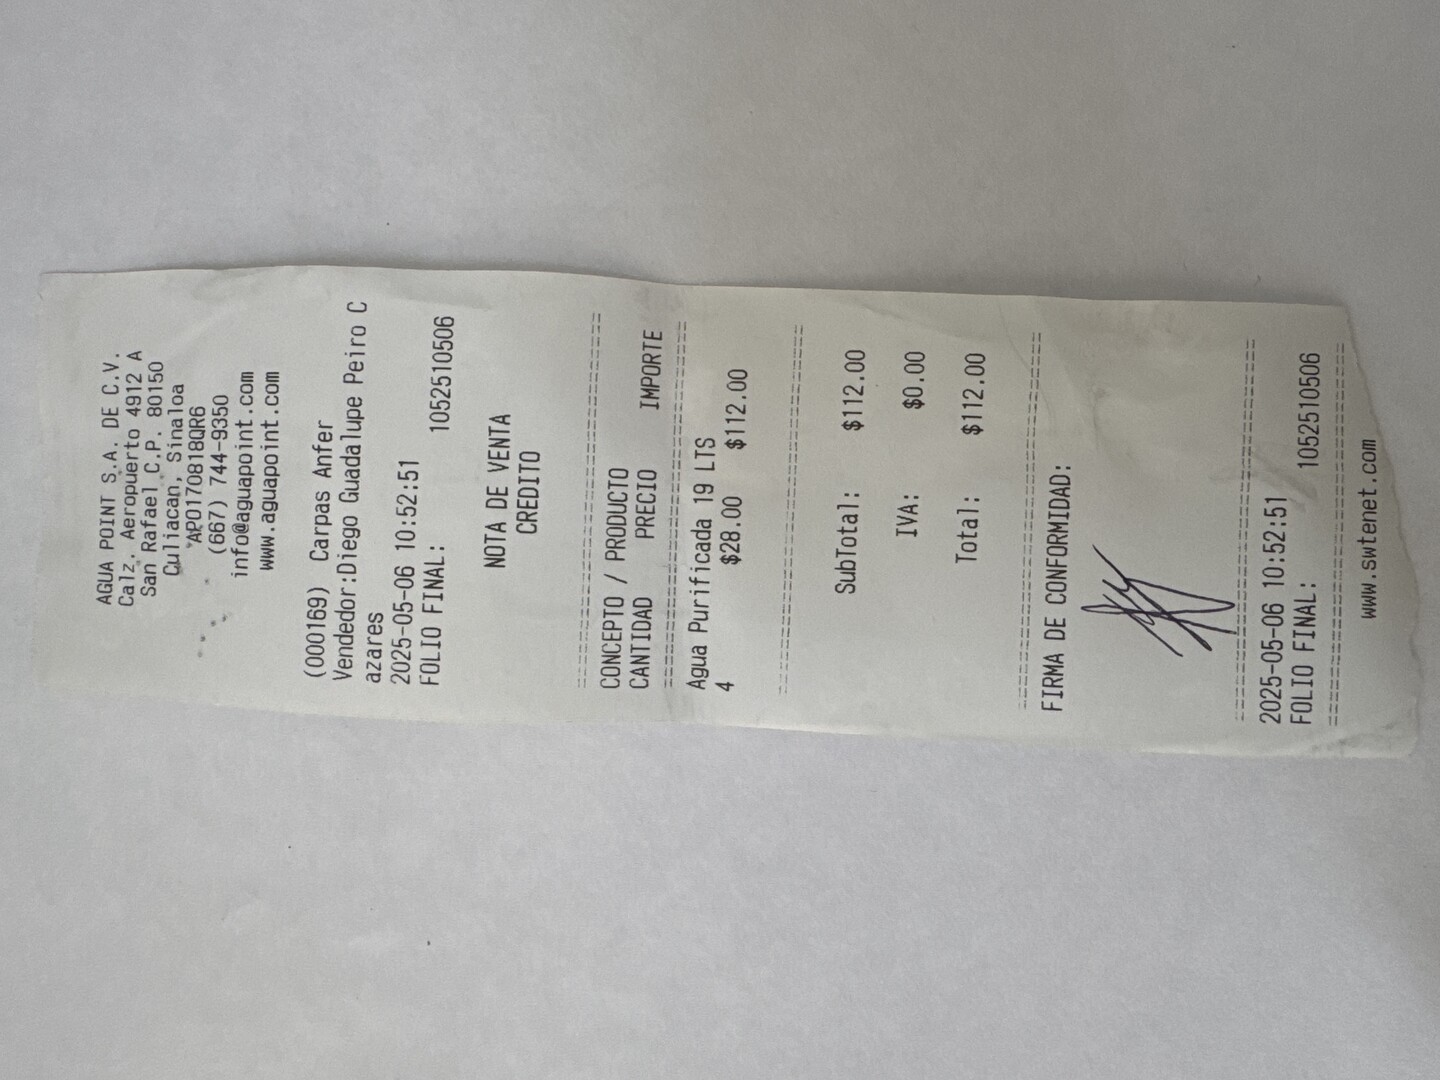 AGUA POINT S.A. DE C.V.
Calz. Aeropuerto 4912 A
San Rafael C.P. 80150
Culiacan, Sinaloa
APO170818QR6
(667) 744-9350
info@aguapoint.com
www.aguapoint.com
(000169) Carpas Anfer
Vendedor:Diego Guadalupe Peiro C
azares
2025-05-06 10:52:51
FOLIO FINAL: 1052510506
NOTA DE VENTA
CREDITO
================================
CONCEPTO / PRODUCTO
CANTIDAD PRECIO IMPORTE
================================
Agua Purificada 19 LTS
4 $28.00 $112.00
================================
SubTotal: $112.00
IVA: $0.00
Total: $112.00
================================
FIRMA DE CONFORMIDAD:
================================
2025-05-06 10:52:51
FOLIO FINAL: 1052510506
================================
www.swtenet.com